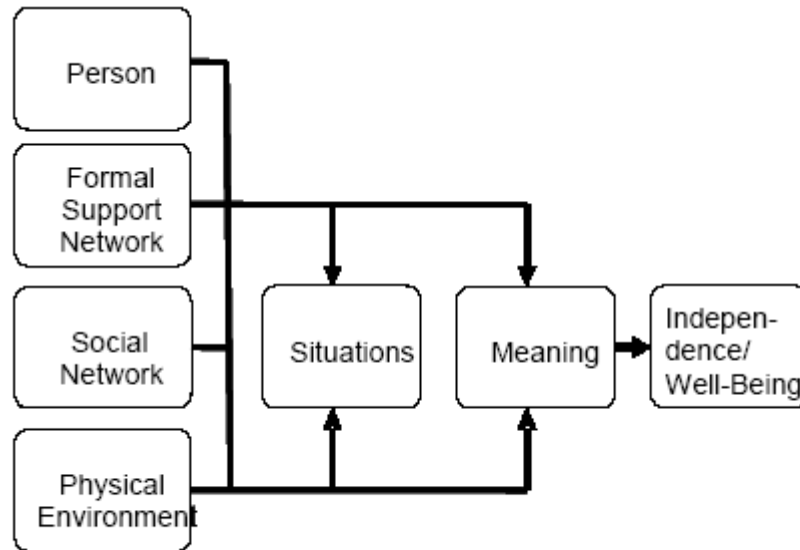 Person
Formal
Support
Network
Social
Network
Physical
Environment
Situations
Meaning
Indepen-
dence/
Well-Being